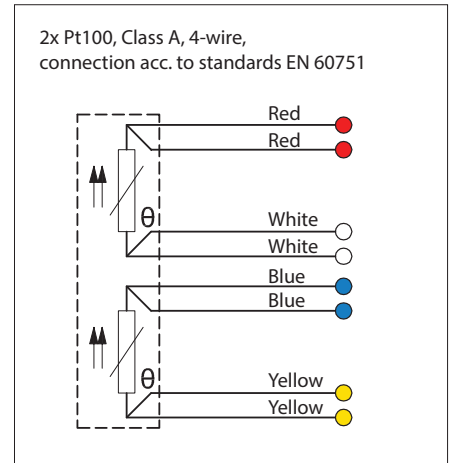 2x Pt100, Class A, 4-wire,
connection acc. to standards EN 60751
Red
Red
θ
White
White
Blue
Blue
θ
Yellow
Yellow